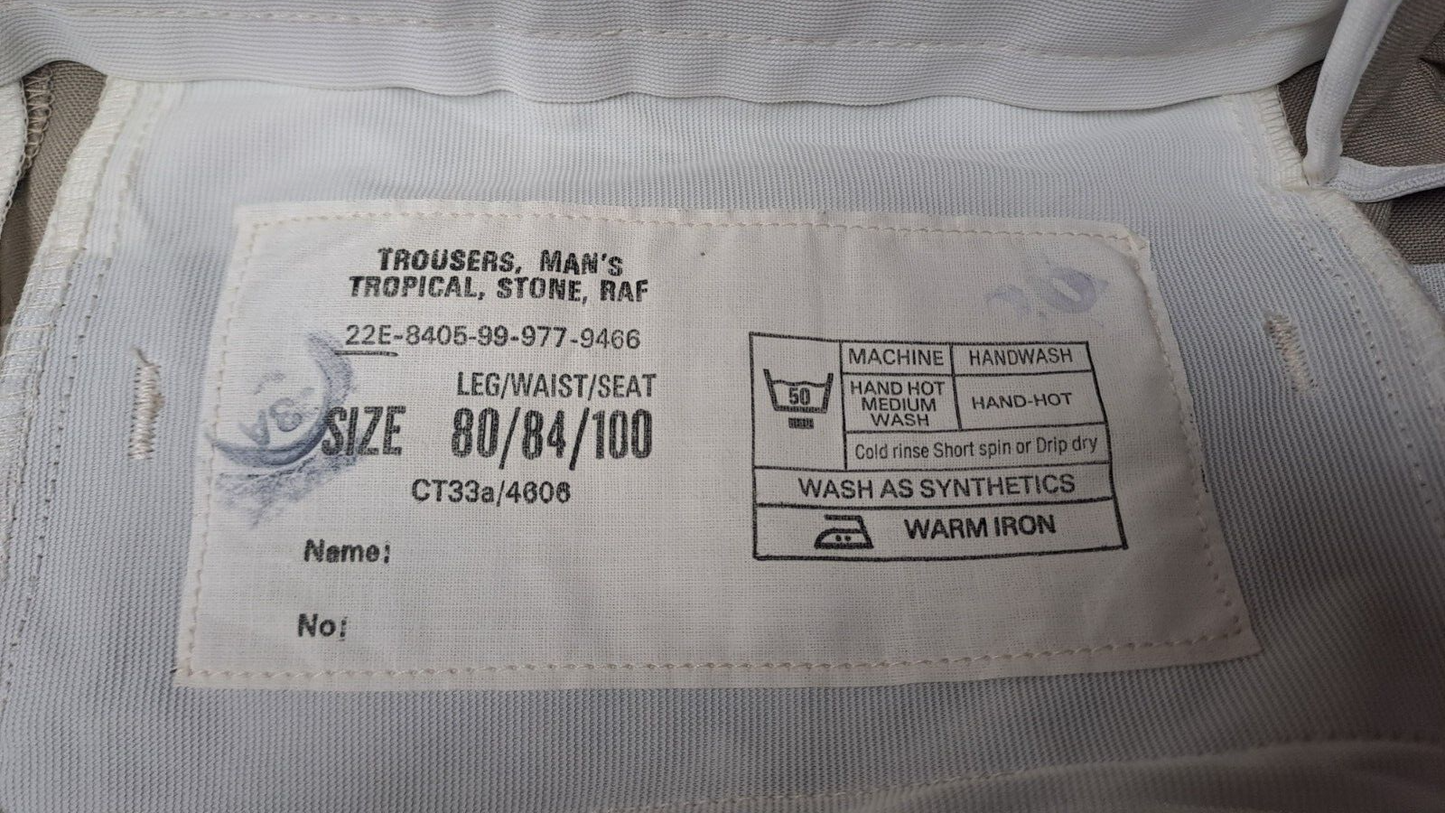 TROUSERS, MAN'S
TROPICAL, STONE, RAF
22E-8405-99-977-9466
LEG/WAIST/SEAT
SIZE 80/84/100
CT33a/4606
Name:
No:
50
MACHINE HANDWASH
HAND HOT
MEDIUM
WASH
HAND-HOT
Cold rinse Short spin or Drip dry
WASH AS SYNTHETICS
WARM IRON